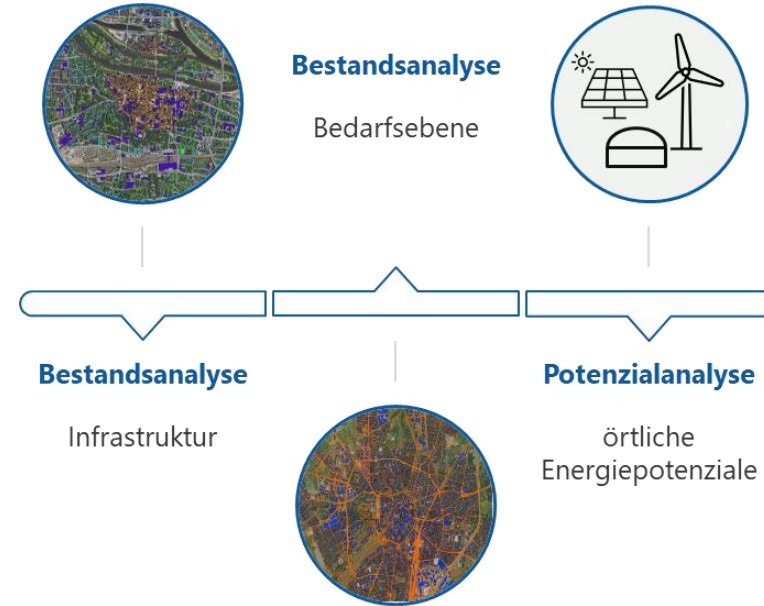 Bestandsanalyse
Bedarfsebene
Bestandsanalyse
Infrastruktur
Potenzialanalyse
örtliche
Energiepotenziale